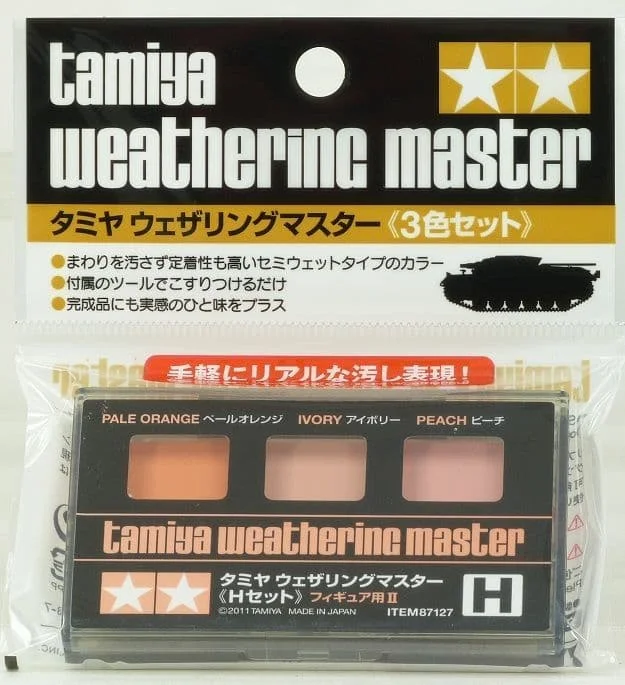 tamiya
weathering master
タミヤ ウェザリングマスター《3色セット》
●まわりを汚さず定着性も高いセミウェットタイプのカラー
●付属のツールでこすりつけるだけ
●完成品にも実感のひと味をプラス
手軽にリアルな汚し表現!
PALE ORANGE ペールオレンジ IVORY アイボリー PEACH ピーチ
tamiya weathering master
タミヤ ウェザリングマスター
《Hセット》 フィギュア用Ⅱ
H
©2011 TAMIYA MADE IN JAPAN ITEM87127